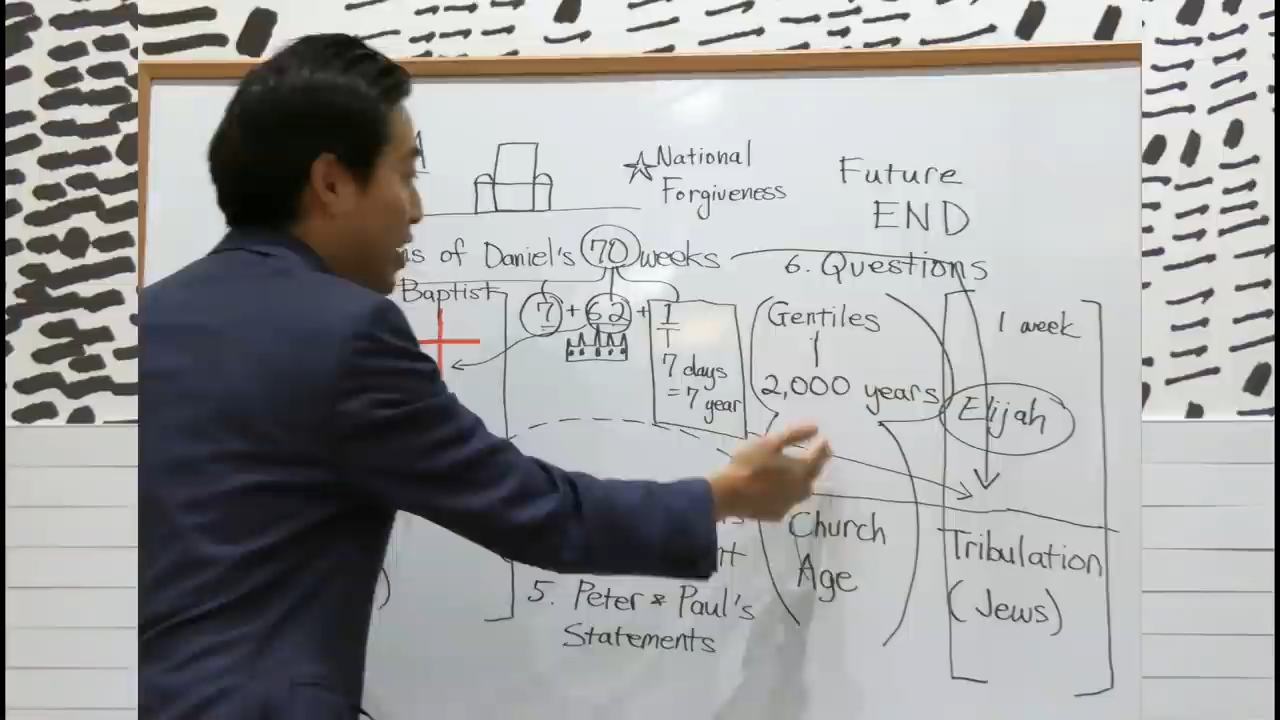 National
Forgiveness
Future
END
of Daniel's 70 weeks
6. Questions
Baptist
7 + 62 + 1
7 days
= 7 year
Gentiles
2,000 years
1 week
Elijah
Church
Age
Tribulation
(Jews)
5. Peter & Paul's
Statements